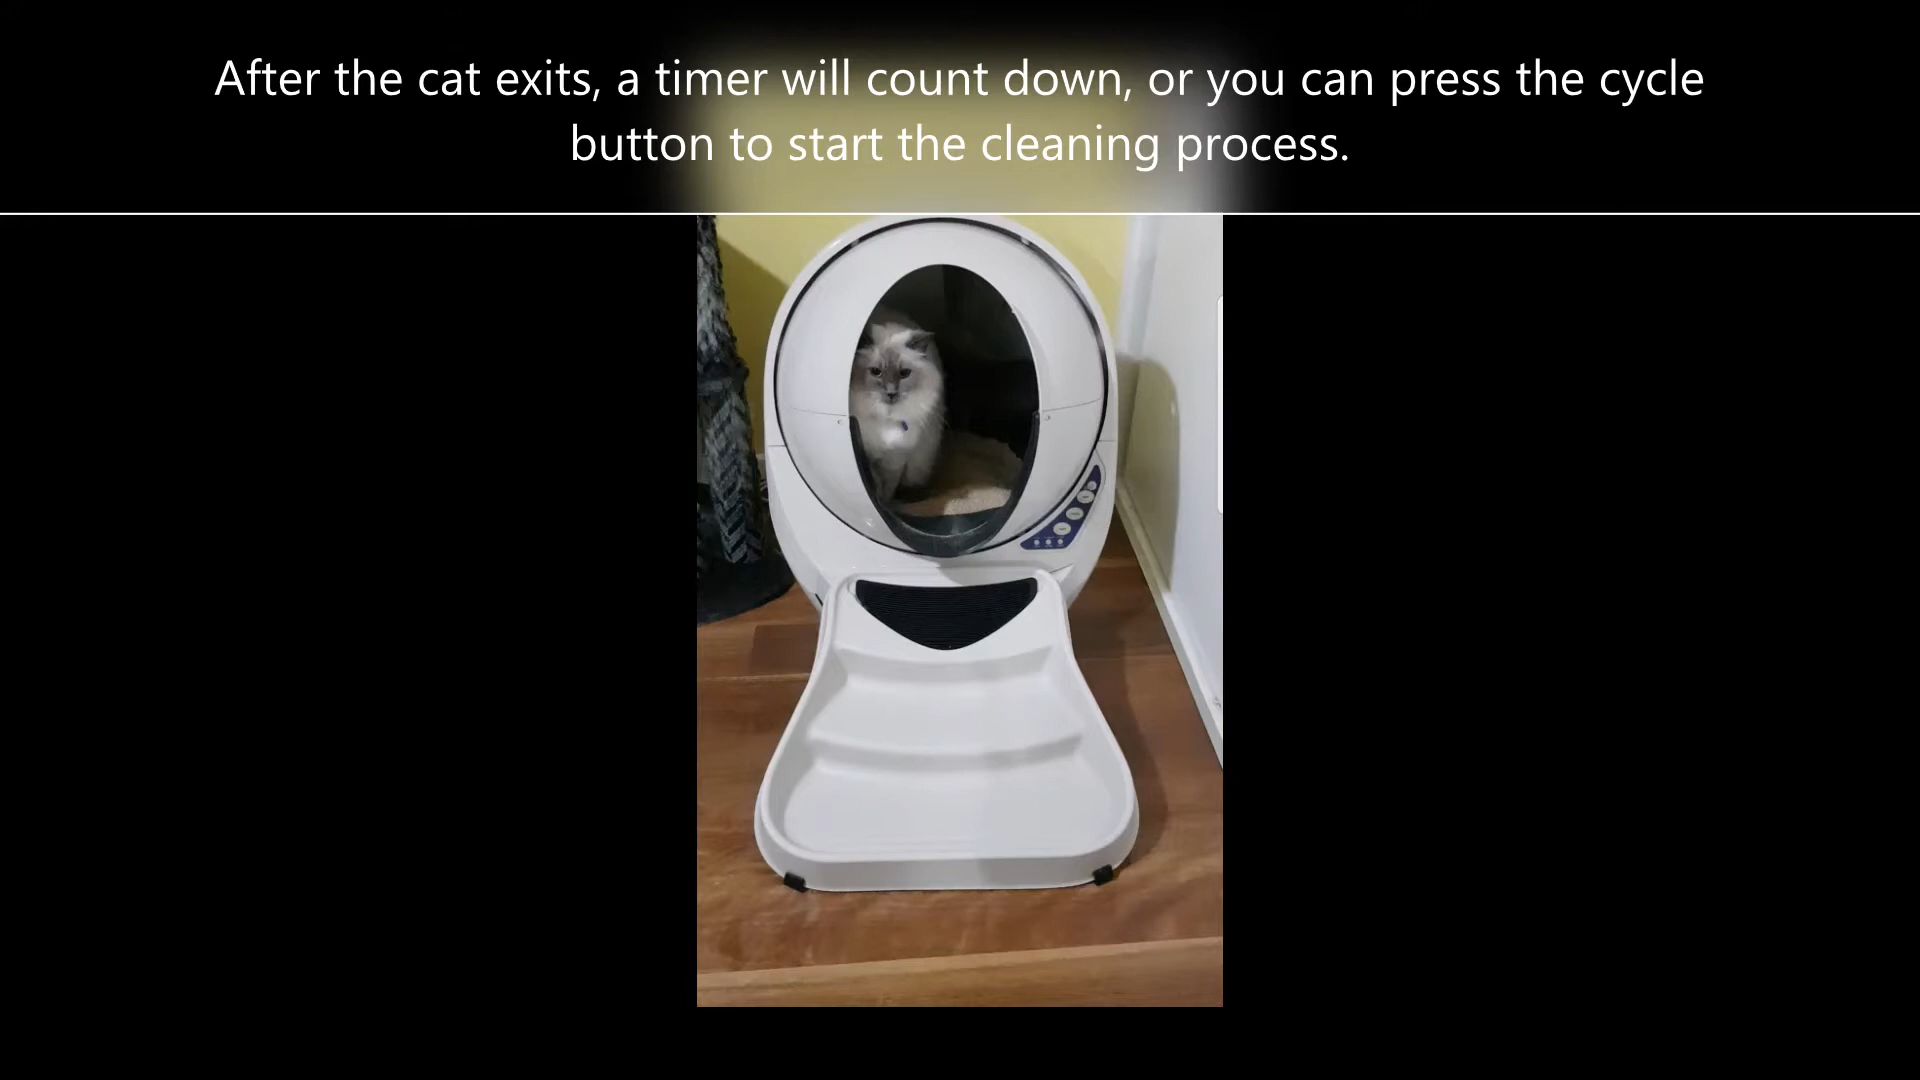 After the cat exits, a timer will count down, or you can press the cycle
button to start the cleaning process.